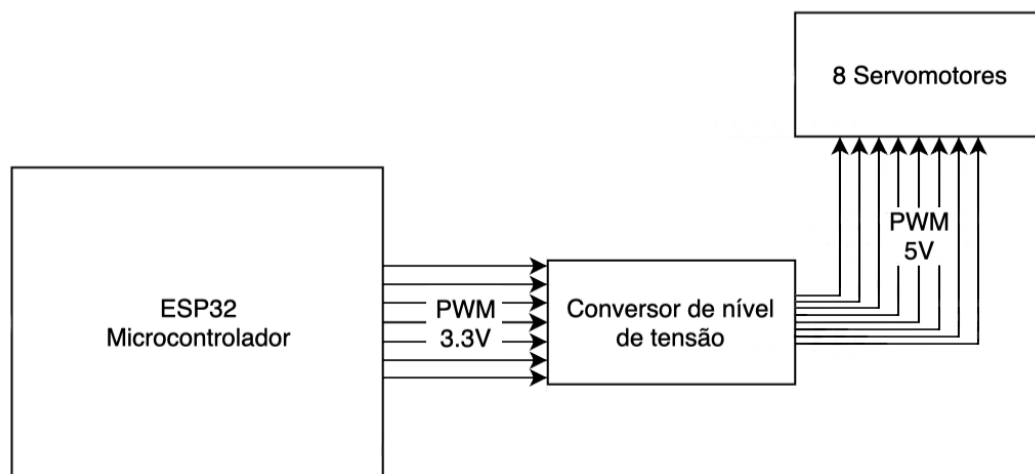 8 Servomotores
PWM
5V
ESP32
Microcontrolador
PWM
3.3V
Conversor de nível
de tensão